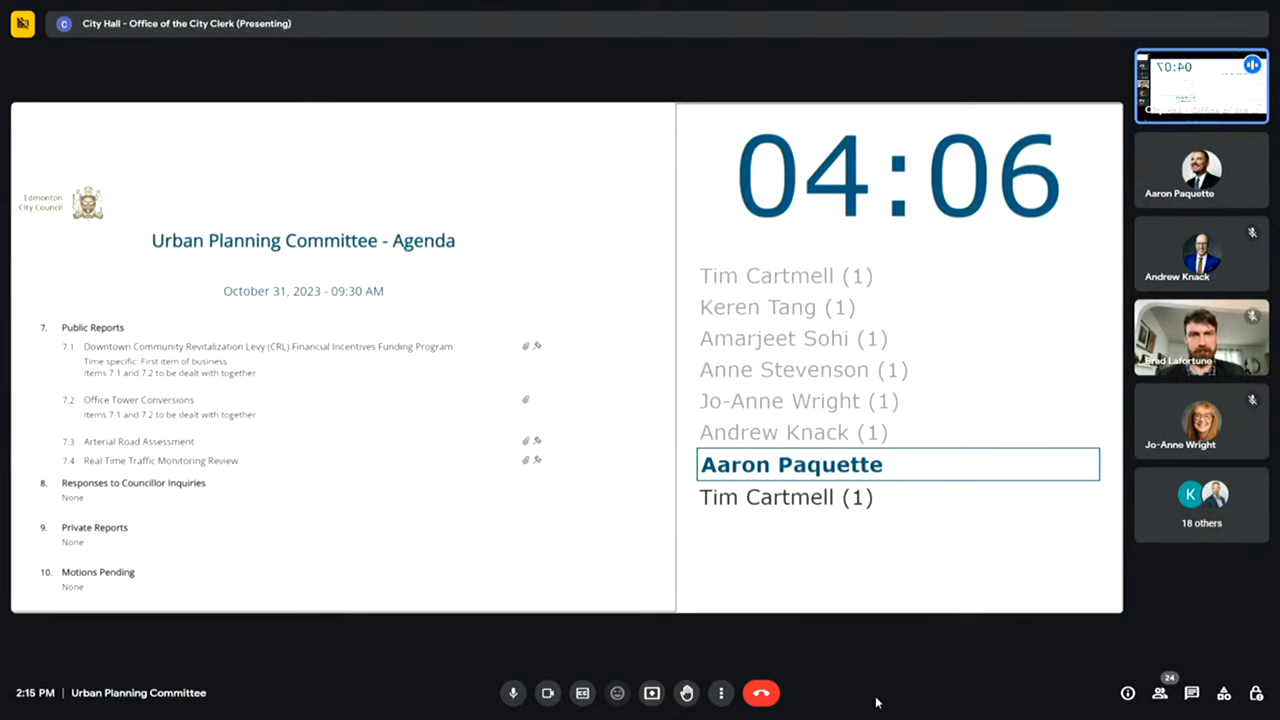 C
City Hall - Office of the City Clerk (Presenting)
04:07
Aaron Paquette
Andrew Knack
Brad Lafortune
Jo-Anne Wright
K
18 others
Edmonton
City Council
Urban Planning Committee - Agenda
October 31, 2023 - 09:30 AM
7. Public Reports
7.1 Downtown Community Revitalization Levy (CRL) Financial Incentives Funding Program
Time specific: First item of business
Items 7.1 and 7.2 to be dealt with together
7.2 Office Tower Conversions
Items 7.1 and 7.2 to be dealt with together
7.3 Arterial Road Assessment
7.4 Real Time Traffic Monitoring Review
8. Responses to Councillor Inquiries
None
9. Private Reports
None
10. Motions Pending
None
04:06
Tim Cartmell (1)
Keren Tang (1)
Amarjeet Sohi (1)
Anne Stevenson (1)
Jo-Anne Wright (1)
Andrew Knack (1)
Aaron Paquette
Tim Cartmell (1)
2:15 PM | Urban Planning Committee
24